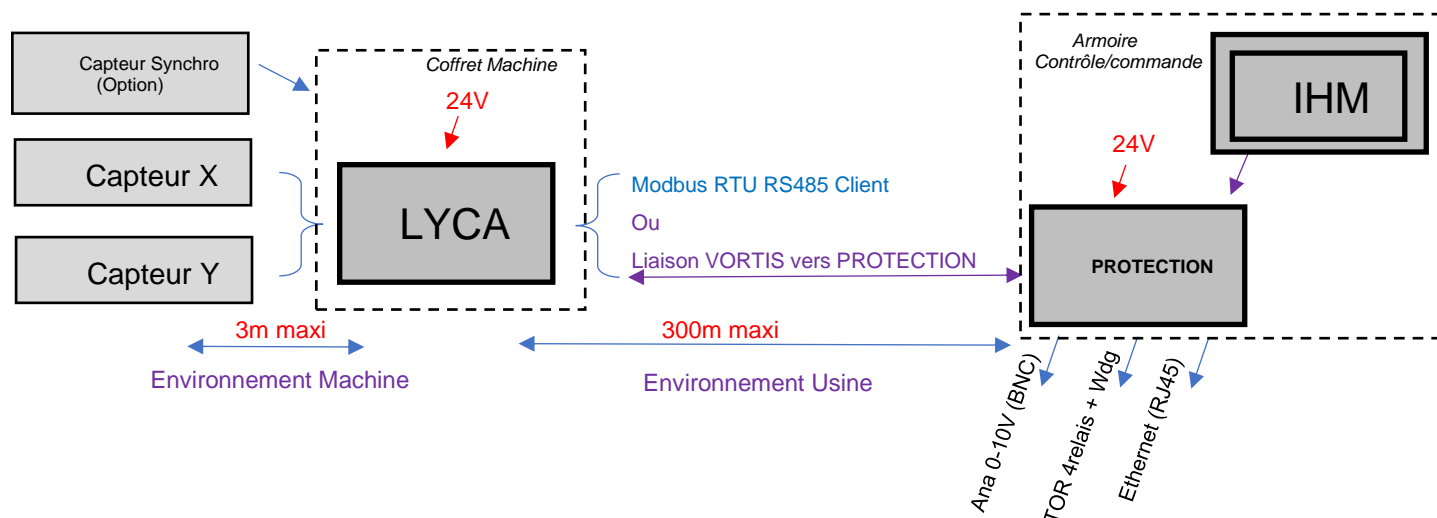 Capteur Synchro
(Option)
Capteur X
Capteur Y
3m maxi
Environnement Machine
Coffret Machine
24V
LYCA
Modbus RTU RS485 Client
Ou
Liaison VORTIS vers PROTECTION
300m maxi
Environnement Usine
Armoire
Contrôle/commande
IHM
24V
PROTECTION
Ana 0-10V (BNC)
TOR 4relais + Wdg
Ethernet (RJ45)